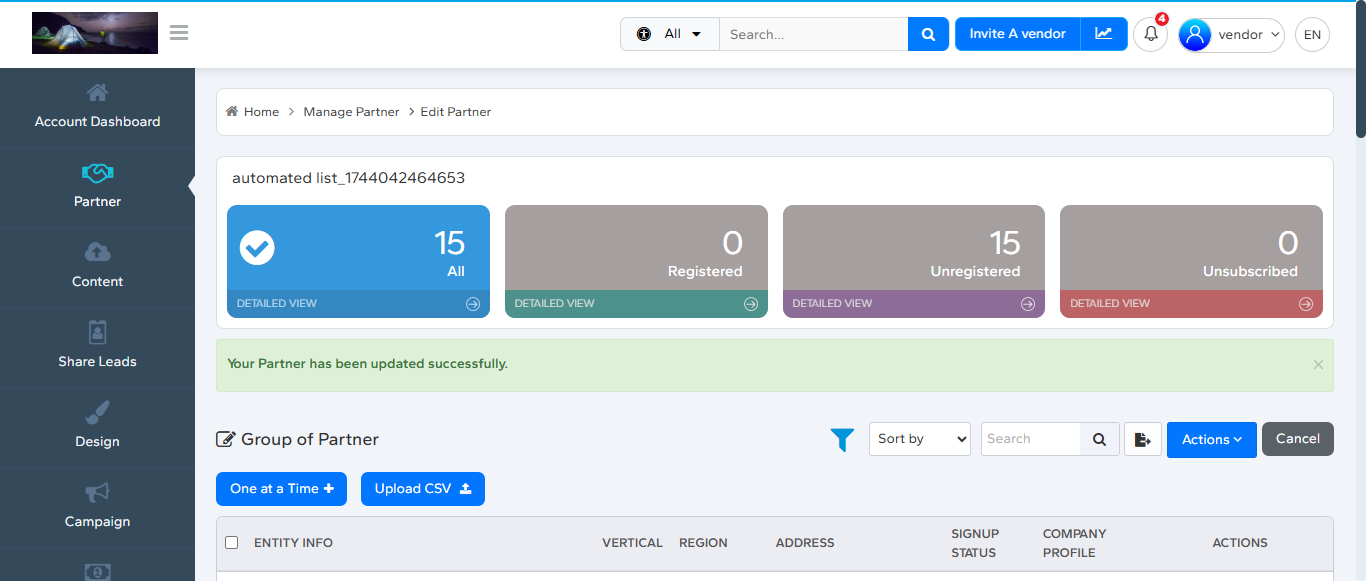 All
Search...
Invite A vendor
4
vendor
EN
Account Dashboard
Partner
Content
Share Leads
Design
Campaign
Home
Manage Partner
Edit Partner
automated list_1744042464653
15
All
DETAILED VIEW
0
Registered
DETAILED VIEW
15
Unregistered
DETAILED VIEW
0
Unsubscribed
DETAILED VIEW
Your Partner has been updated successfully.
×
Group of Partner
Sort by
Search
Actions
Cancel
One at a Time
Upload CSV
ENTITY INFO
VERTICAL
REGION
ADDRESS
SIGNUP
STATUS
COMPANY
PROFILE
ACTIONS